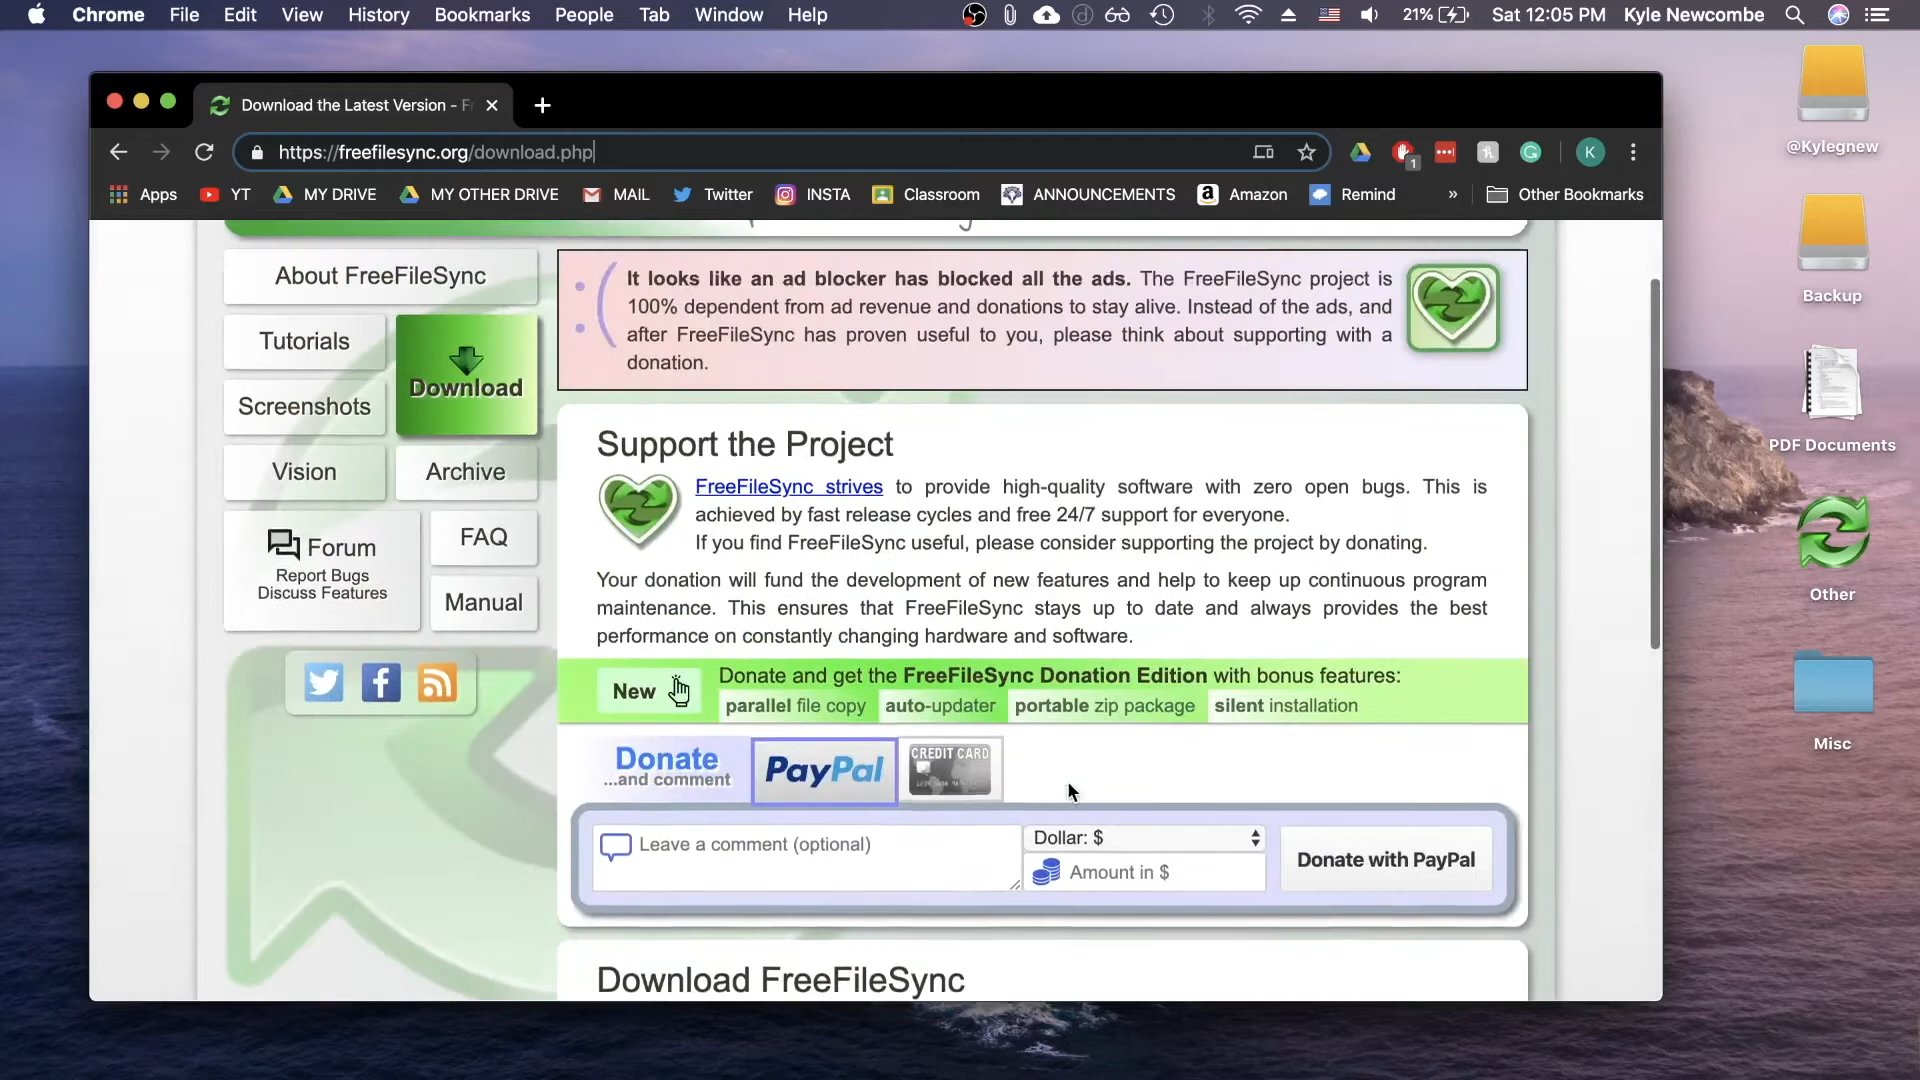 Chrome File Edit View History Bookmarks People Tab Window Help 21% Sat 12:05 PM Kyle Newcombe
Download the Latest Version - F
https://freefilesync.org/download.php
1
K
Apps YT MY DRIVE MY OTHER DRIVE MAIL Twitter INSTA Classroom ANNOUNCEMENTS Amazon Remind » Other Bookmarks
@Kylegnew
Backup
PDF Documents
Other
Misc
About FreeFileSync
Tutorials
Download
Screenshots
Vision
Archive
Forum
Report Bugs
Discuss Features
FAQ
Manual
It looks like an ad blocker has blocked all the ads. The FreeFileSync project is
100% dependent from ad revenue and donations to stay alive. Instead of the ads, and
after FreeFileSync has proven useful to you, please think about supporting with a
donation.
Support the Project
FreeFileSync strives to provide high-quality software with zero open bugs. This is
achieved by fast release cycles and free 24/7 support for everyone.
If you find FreeFileSync useful, please consider supporting the project by donating.
Your donation will fund the development of new features and help to keep up continuous program
maintenance. This ensures that FreeFileSync stays up to date and always provides the best
performance on constantly changing hardware and software.
New
Donate and get the FreeFileSync Donation Edition with bonus features:
parallel file copy auto-updater portable zip package silent installation
Donate
...and comment
PayPal
CREDIT CARD
Leave a comment (optional)
Dollar: $
Amount in $
Donate with PayPal
Download FreeFileSync